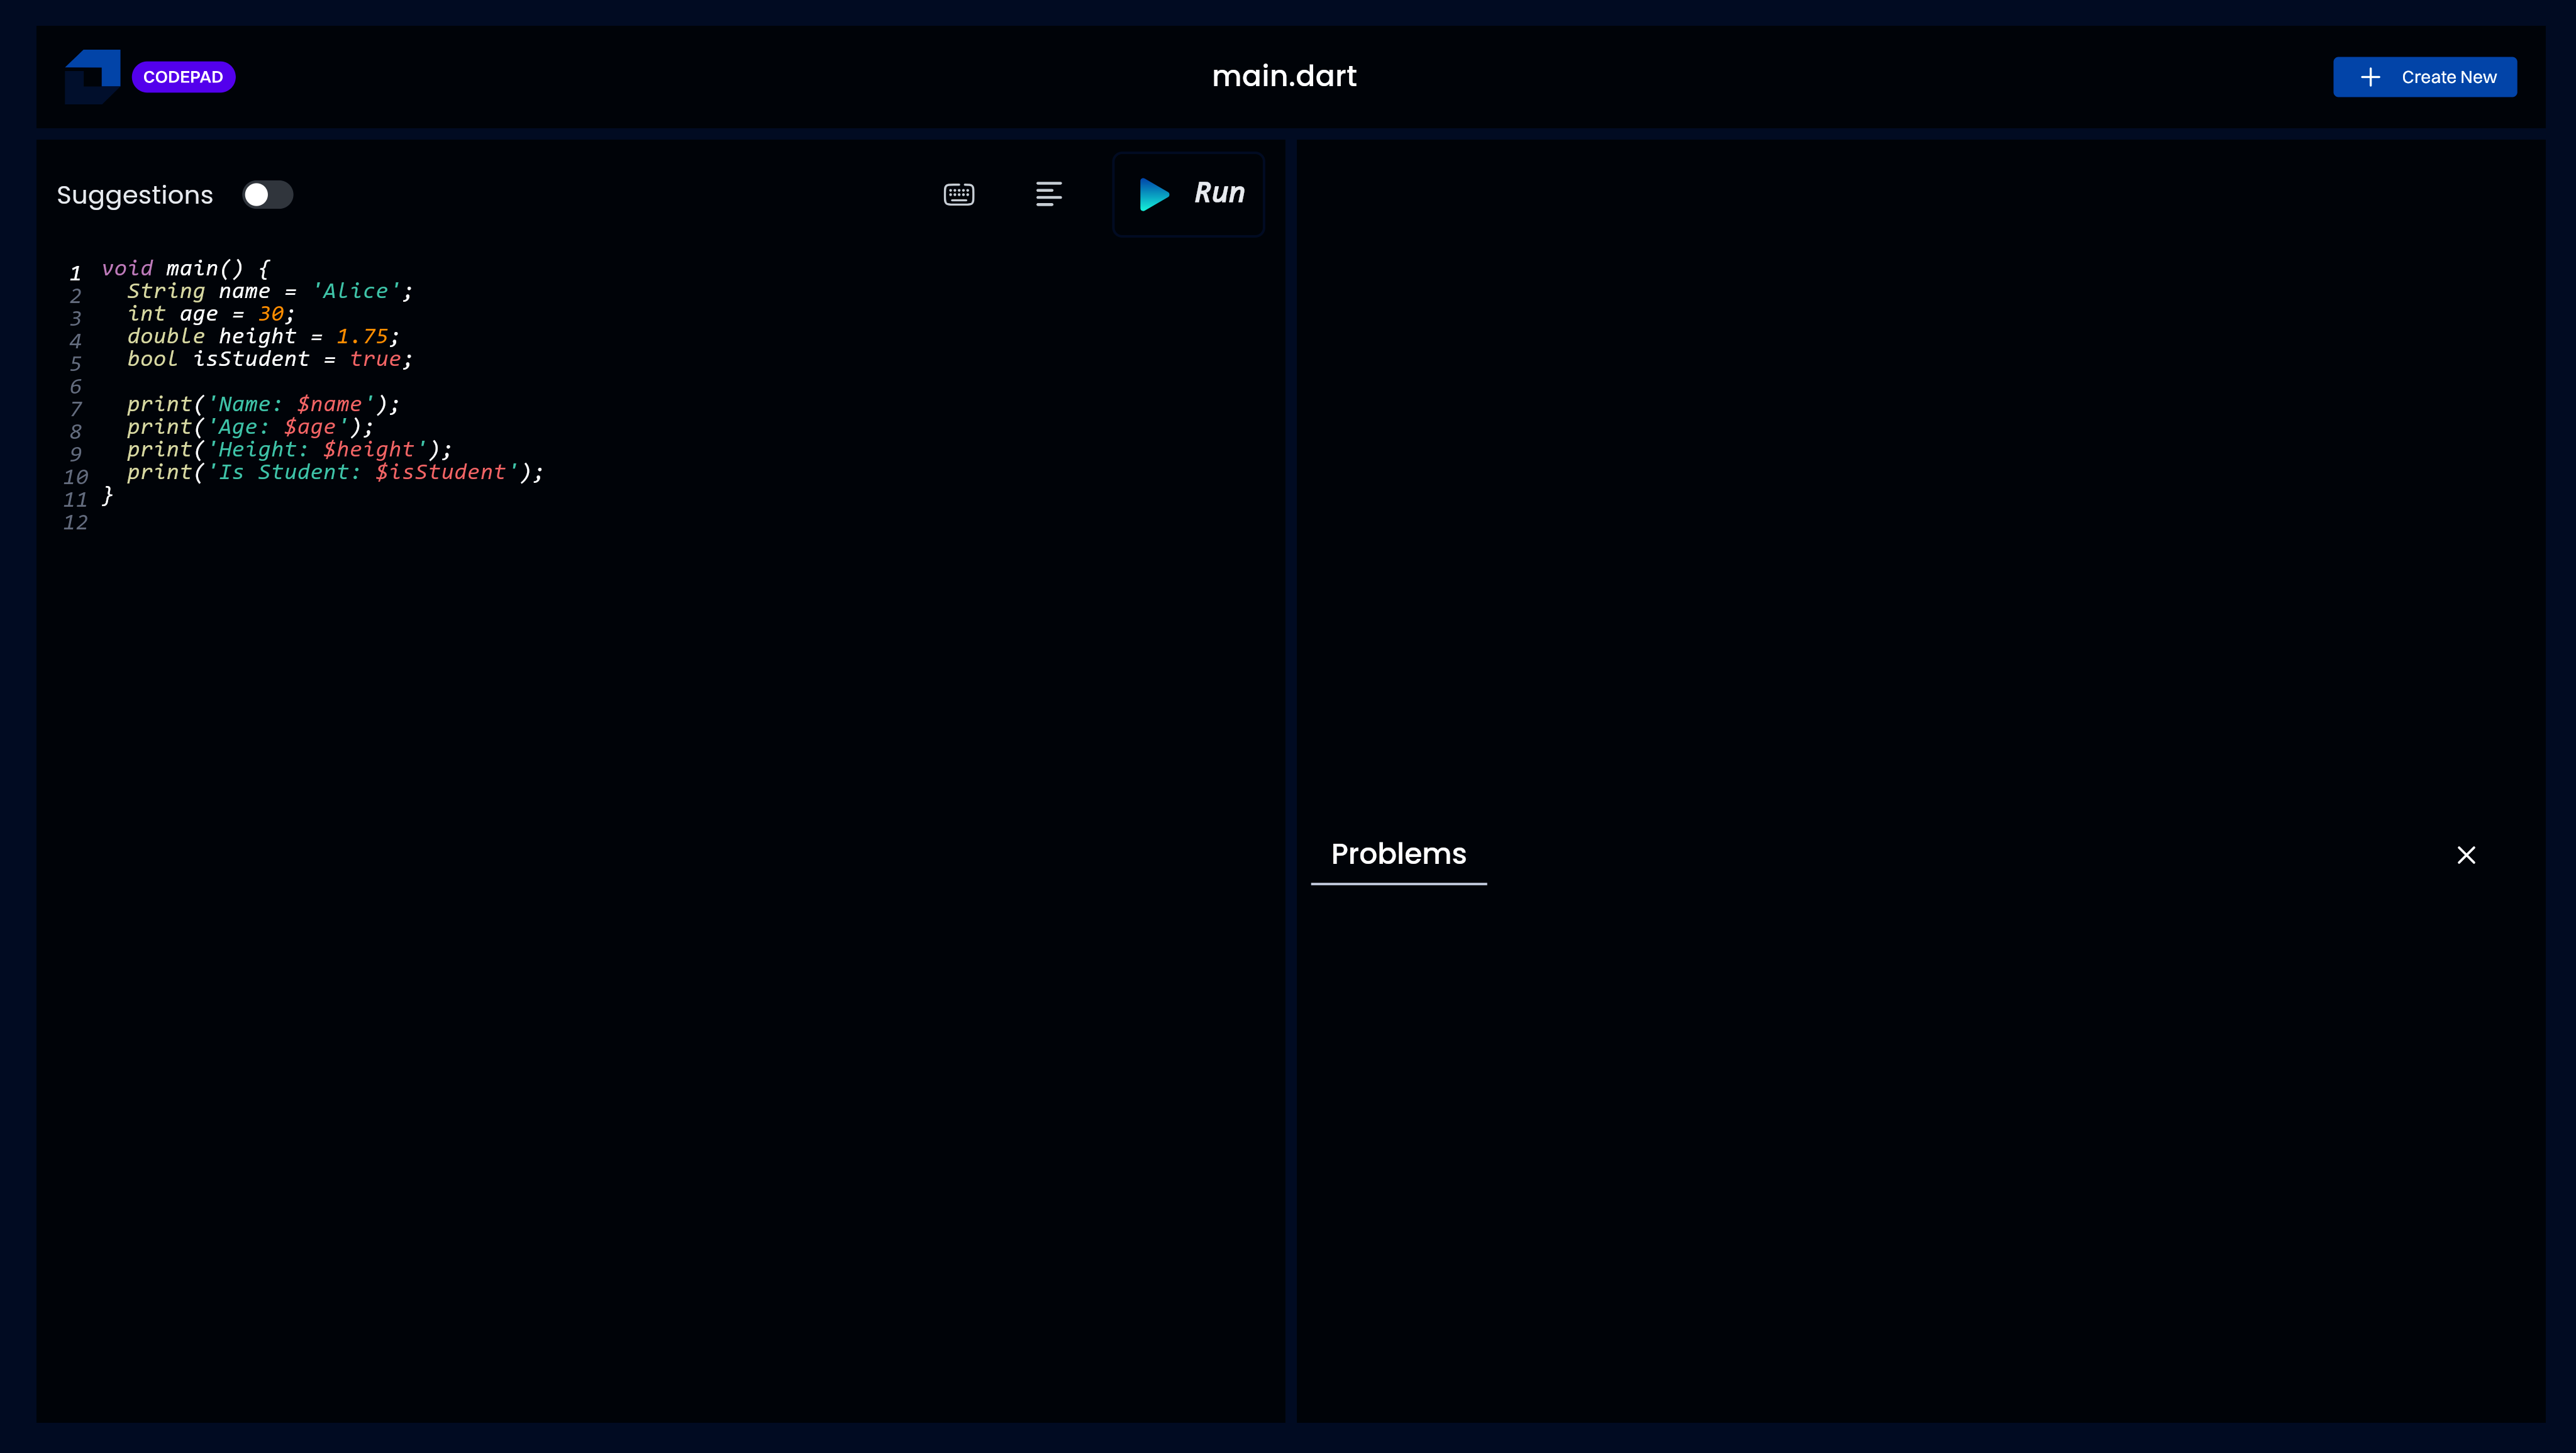 CODEPAD
main.dart
Create New
Suggestions
Run
1 void main() {
2   String name = 'Alice';
3   int age = 30;
4   double height = 1.75;
5   bool isStudent = true;
6
7   print('Name: $name');
8   print('Age: $age');
9   print('Height: $height');
10   print('Is Student: $isStudent');
11 }
12
Problems